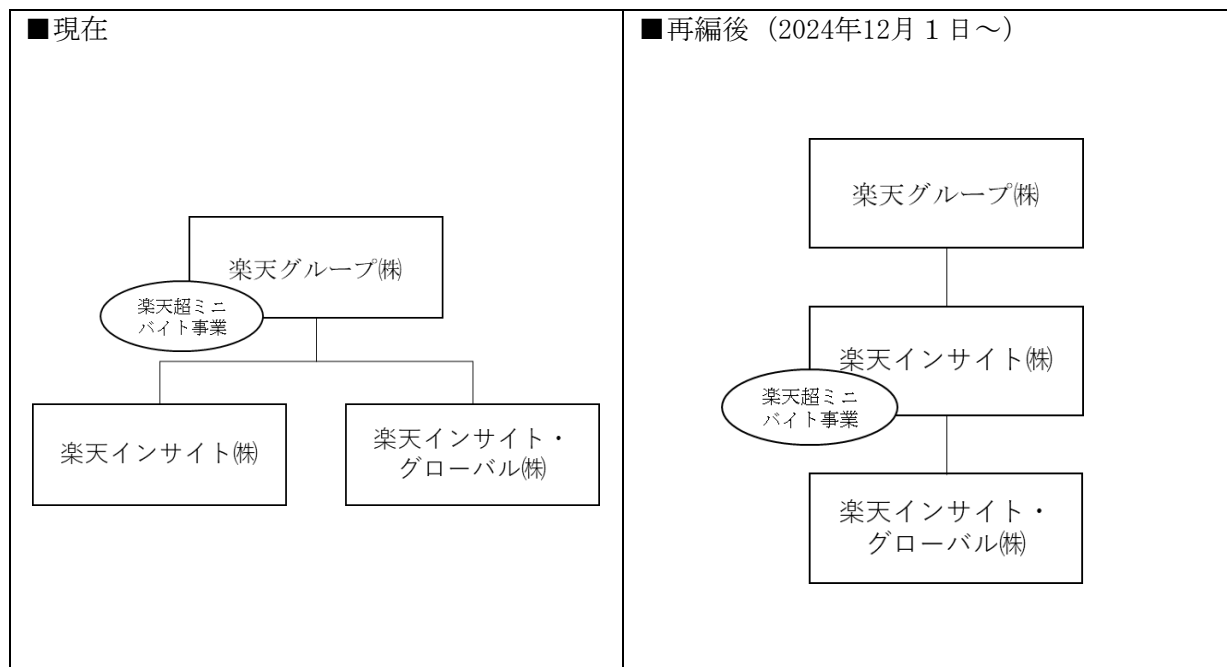 ■現在
楽天グループ㈱
楽天超ミニ
バイト事業
楽天インサイト㈱
楽天インサイト・
グローバル㈱
■再編後（2024年12月１日～）
楽天グループ㈱
楽天インサイト㈱
楽天超ミニ
バイト事業
楽天インサイト・
グローバル㈱